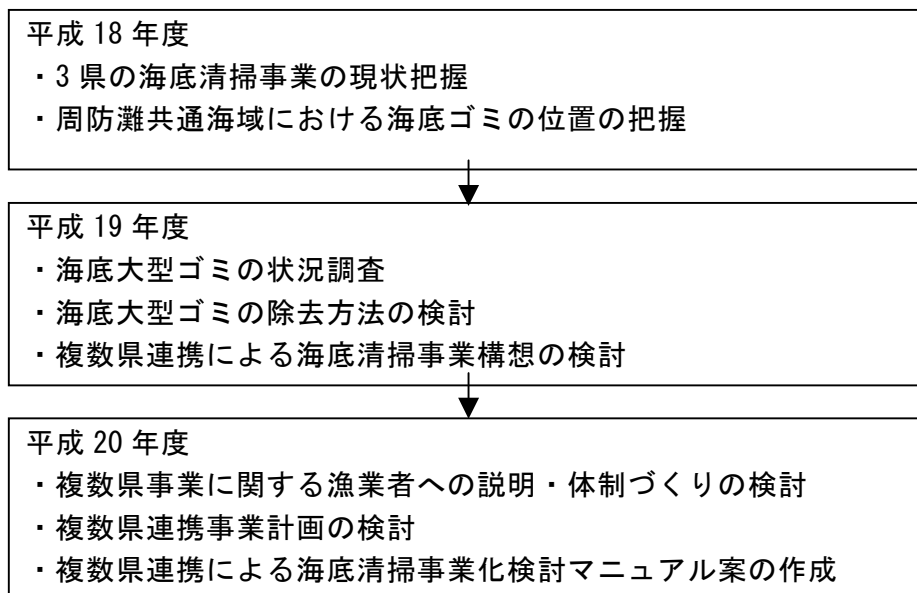 平成 18 年度
・3 県の海底清掃事業の現状把握
・周防灘共通海域における海底ゴミの位置の把握
平成 19 年度
・海底大型ゴミの状況調査
・海底大型ゴミの除去方法の検討
・複数県連携による海底清掃事業構想の検討
平成 20 年度
・複数県事業に関する漁業者への説明・体制づくりの検討
・複数県連携事業計画の検討
・複数県連携による海底清掃事業化検討マニュアル案の作成